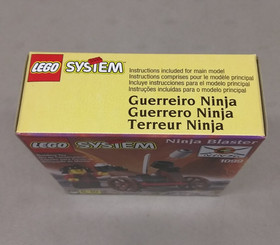 LEGO SYSTEM
Instructions included for main model
Instructions comprises pour le modèle principal
Incluye instrucciones para el modelo principal
Instruções incluídas para o modelo principal
Guerreiro Ninja
Guerrero Ninja
Terreur Ninja
LEGO SYSTEM
Ninja Blaster